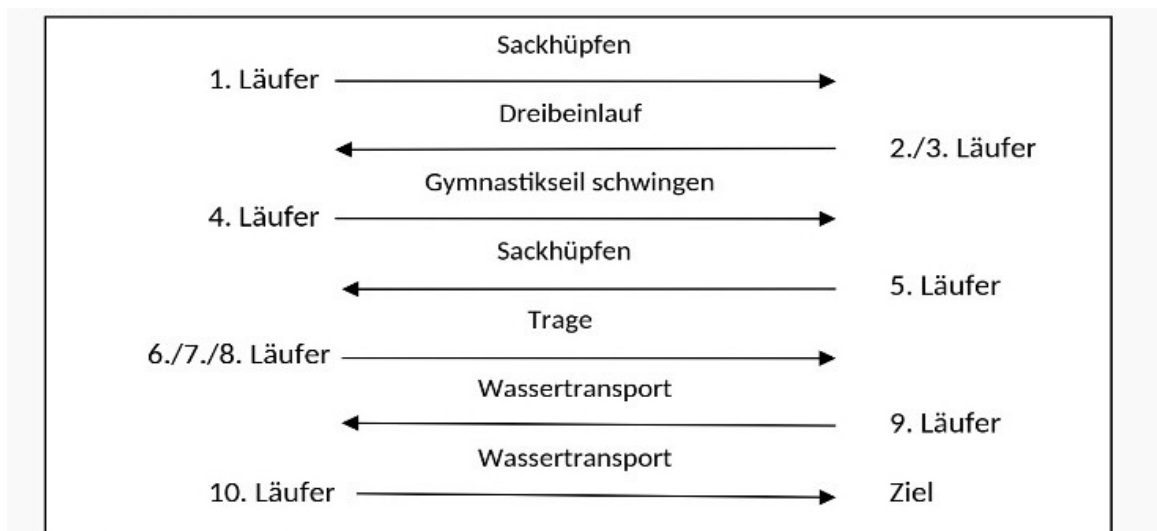 Sackhüpfen
1. Läufer
Dreibeinlauf
2./3. Läufer
Gymnastikseil schwingen
4. Läufer
Sackhüpfen
5. Läufer
Trage
6./7./8. Läufer
Wassertransport
9. Läufer
Wassertransport
10. Läufer Ziel